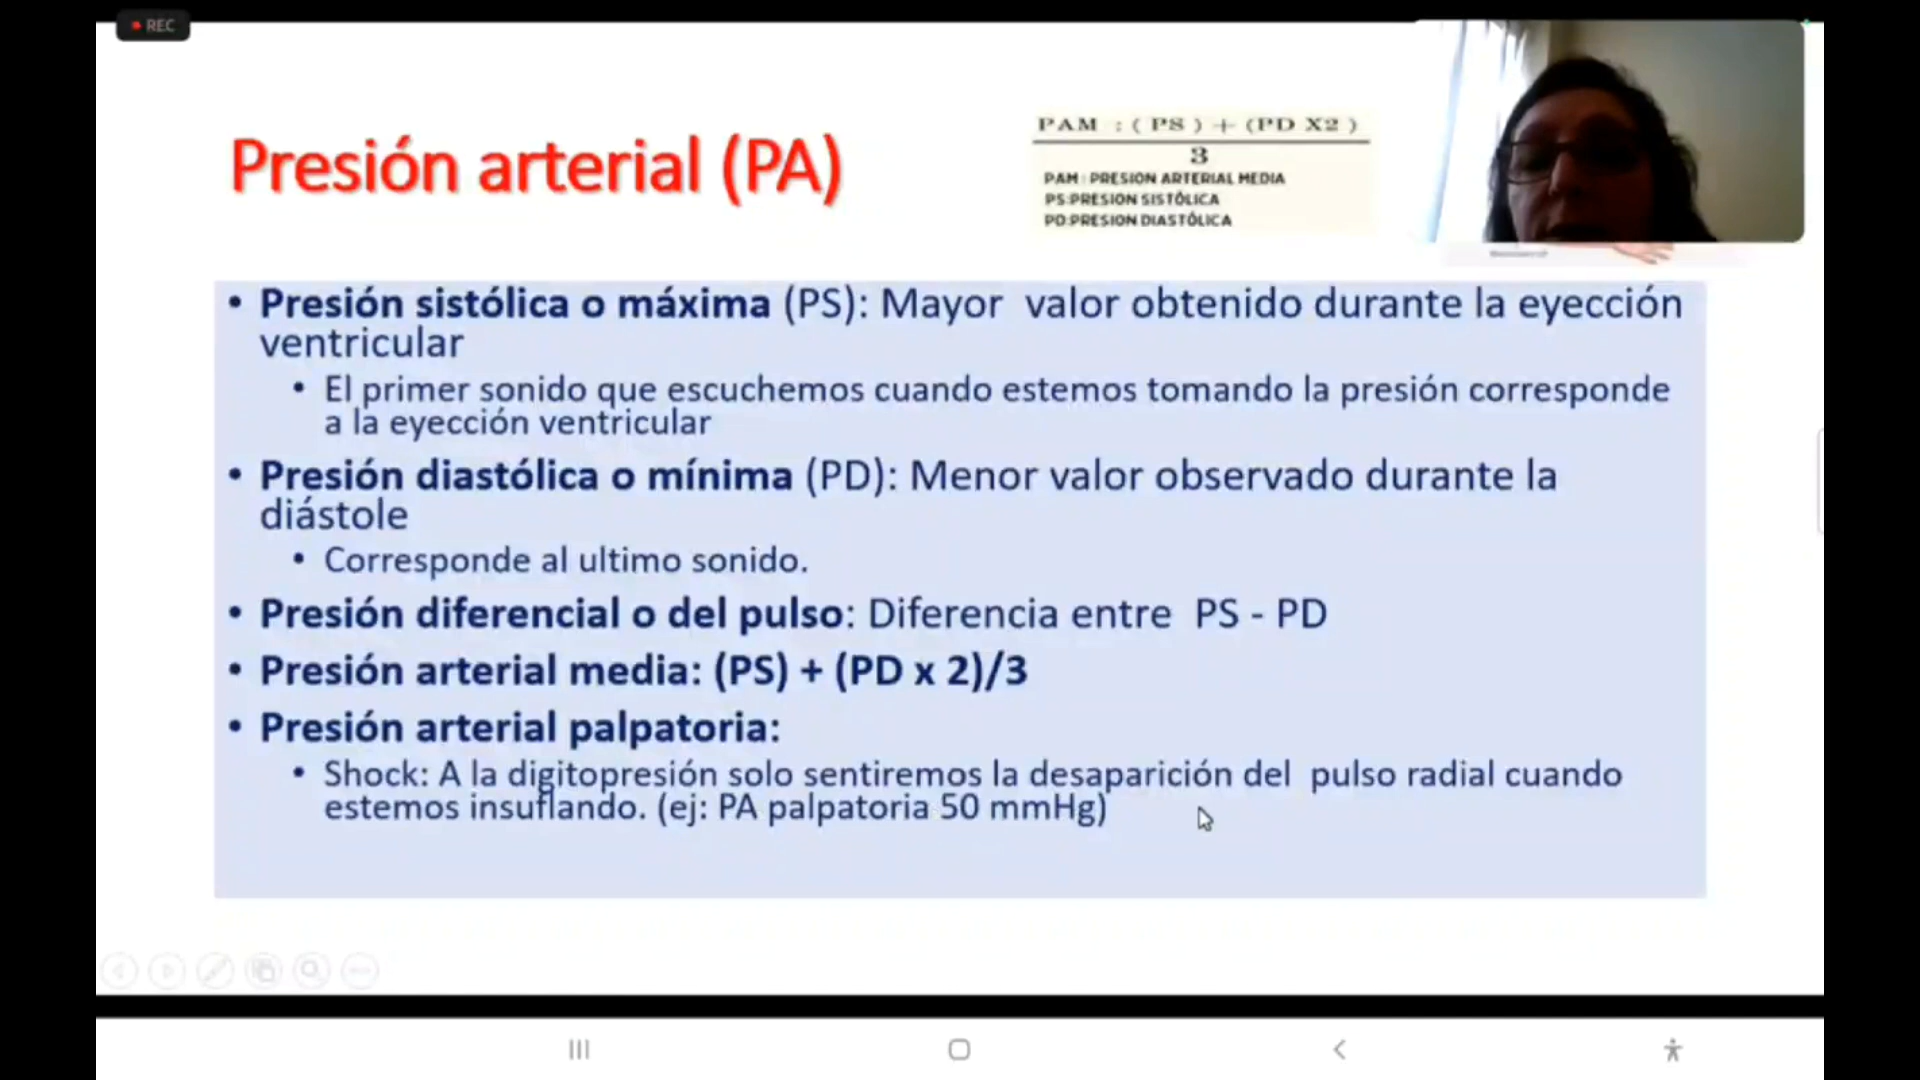 REC
PAM : ( PS ) + (PD X2 )
3
PAM : PRESION ARTERIAL MEDIA
PS:PRESION SISTÓLICA
PD:PRESION DIASTÓLICA
Presión arterial (PA)
• Presión sistólica o máxima (PS): Mayor valor obtenido durante la eyección
ventricular
• El primer sonido que escuchemos cuando estemos tomando la presión corresponde
a la eyección ventricular
• Presión diastólica o mínima (PD): Menor valor observado durante la
diástole
• Corresponde al ultimo sonido.
• Presión diferencial o del pulso: Diferencia entre PS - PD
• Presión arterial media: (PS) + (PD x 2)/3
• Presión arterial palpatoria:
• Shock: A la digitopresión solo sentiremos la desaparición del pulso radial cuando
estemos insuflando. (ej: PA palpatoria 50 mmHg)